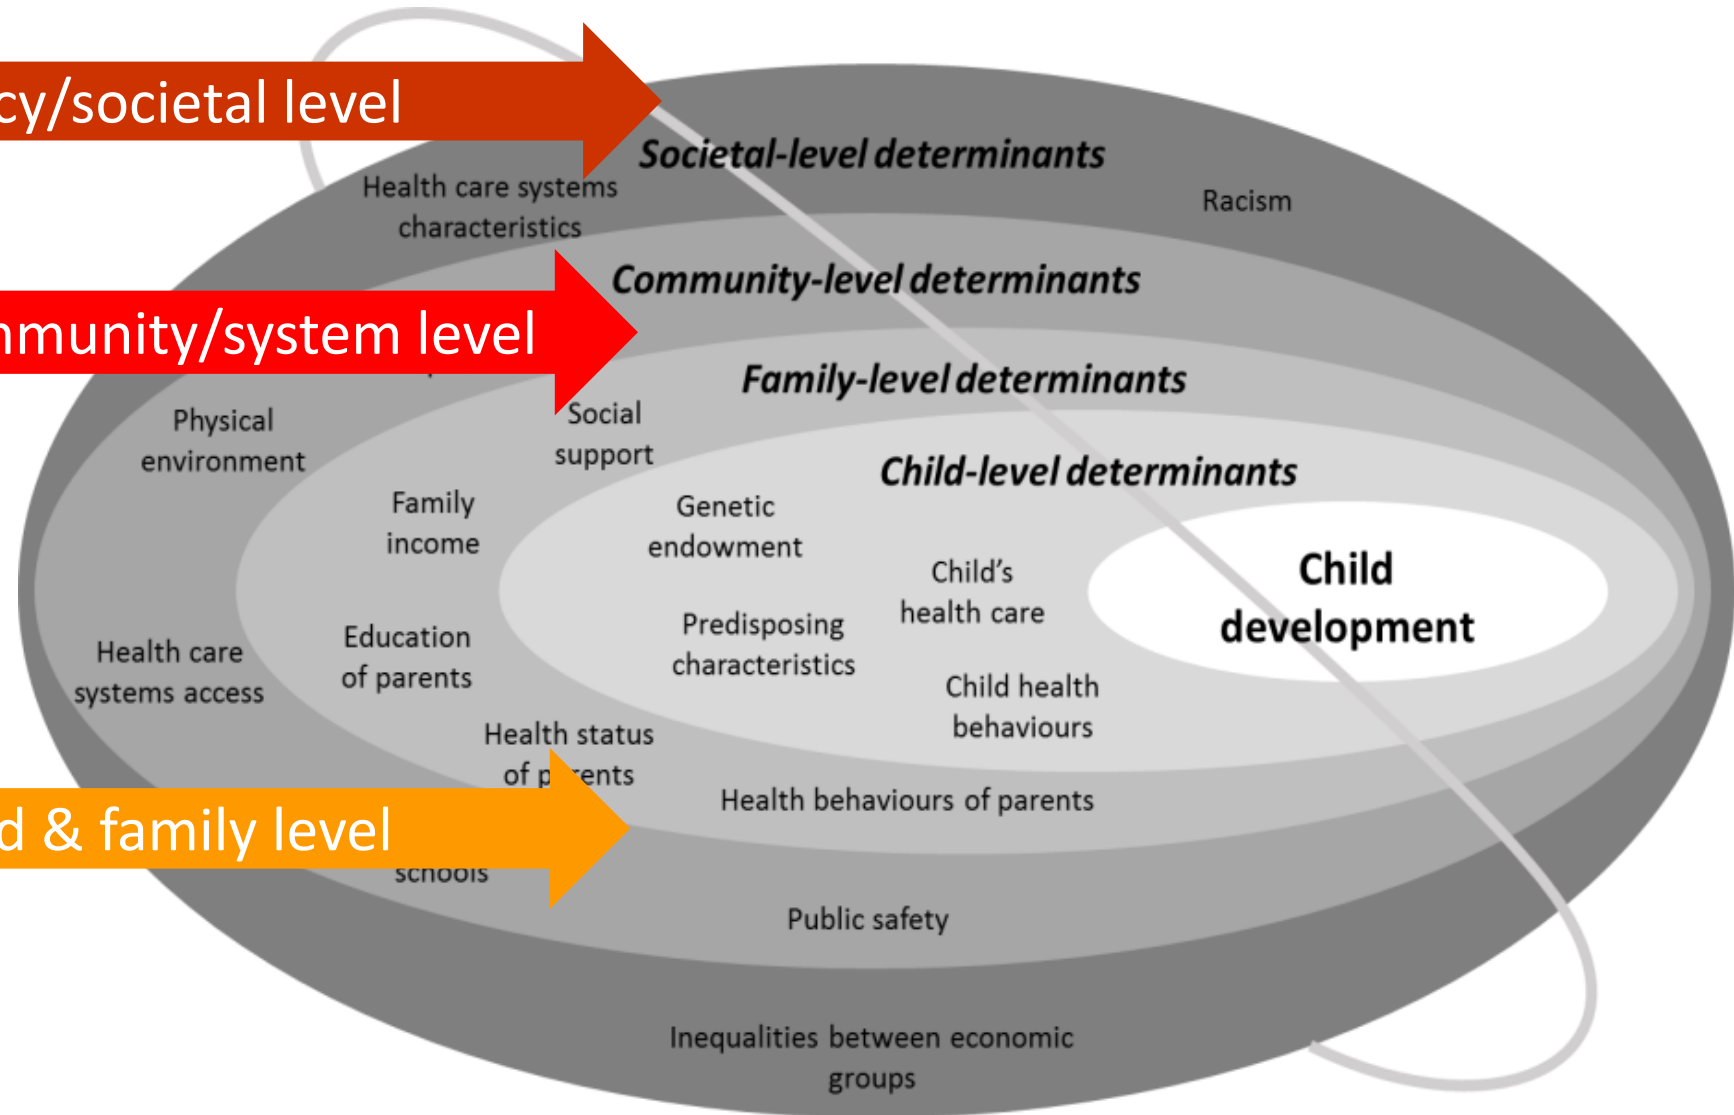 cy/societal level
Societal-level determinants
Health care systems
characteristics
Racism
Community-level determinants
mmunity/system level
Family-level determinants
Physical
environment
Social
support
Child-level determinants
Family
income
Genetic
endowment
Child's
health care
Child
development
Education
of parents
Predisposing
characteristics
Health care
systems access
Child health
behaviours
Health status
of parents
Health behaviours of parents
d & family level
schools
Public safety
Inequalities between economic
groups